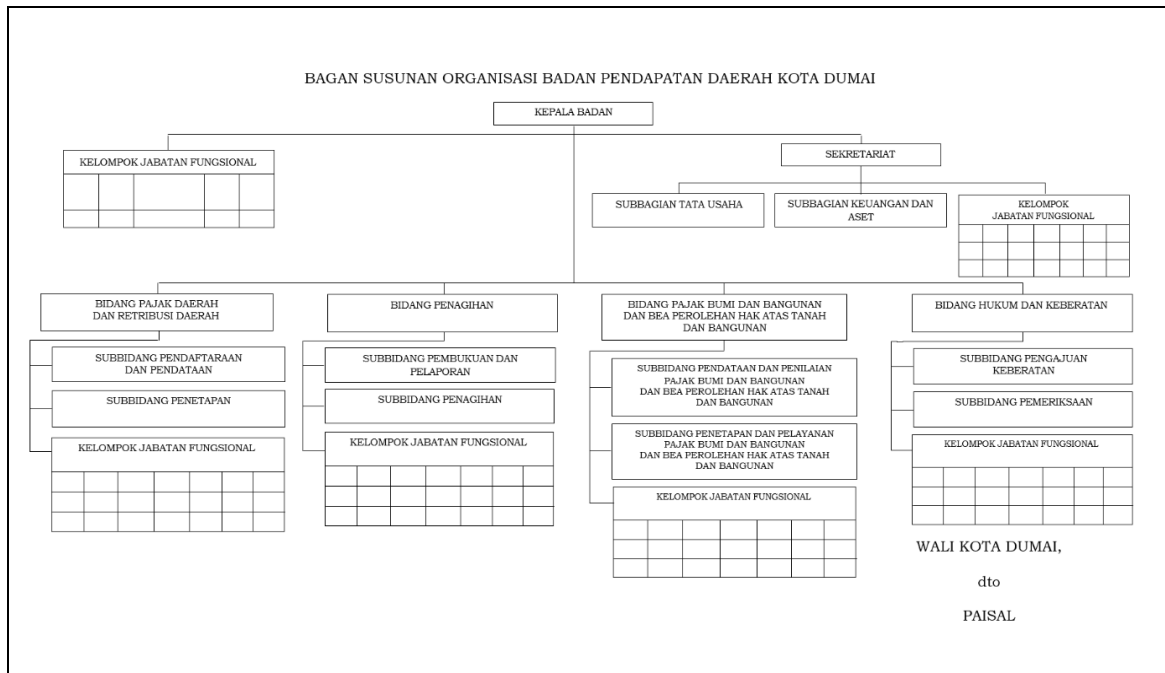 BAGAN SUSUNAN ORGANISASI BADAN PENDAPATAN DAERAH KOTA DUMAI
KEPALA BADAN
KELOMPOK JABATAN FUNGSIONAL
SEKRETARIAT
SUBBAGIAN TATA USAHA
SUBBAGIAN KEUANGAN DAN
ASET
KELOMPOK
JABATAN FUNGSIONAL
BIDANG PAJAK DAERAH
DAN RETRIBUSI DAERAH
SUBBIDANG PENDAFTARAAN
DAN PENDATAAN
SUBBIDANG PENETAPAN
KELOMPOK JABATAN FUNGSIONAL
BIDANG PENAGIHAN
SUBBIDANG PEMBUKUAN DAN
PELAPORAN
SUBBIDANG PENAGIHAN
KELOMPOK JABATAN FUNGSIONAL
BIDANG PAJAK BUMI DAN BANGUNAN
DAN BEA PEROLEHAN HAK ATAS TANAH
DAN BANGUNAN
SUBBIDANG PENDATAAN DAN PENILAIAN
PAJAK BUMI DAN BANGUNAN
DAN BEA PEROLEHAN HAK ATAS TANAH
DAN BANGUNAN
SUBBIDANG PENETAPAN DAN PELAYANAN
PAJAK BUMI DAN BANGUNAN
DAN BEA PEROLEHAN HAK ATAS TANAH
DAN BANGUNAN
KELOMPOK JABATAN FUNGSIONAL
BIDANG HUKUM DAN KEBERATAN
SUBBIDANG PENGAJUAN
KEBERATAN
SUBBIDANG PEMERIKSAAN
KELOMPOK JABATAN FUNGSIONAL
WALI KOTA DUMAI,
dto
PAISAL